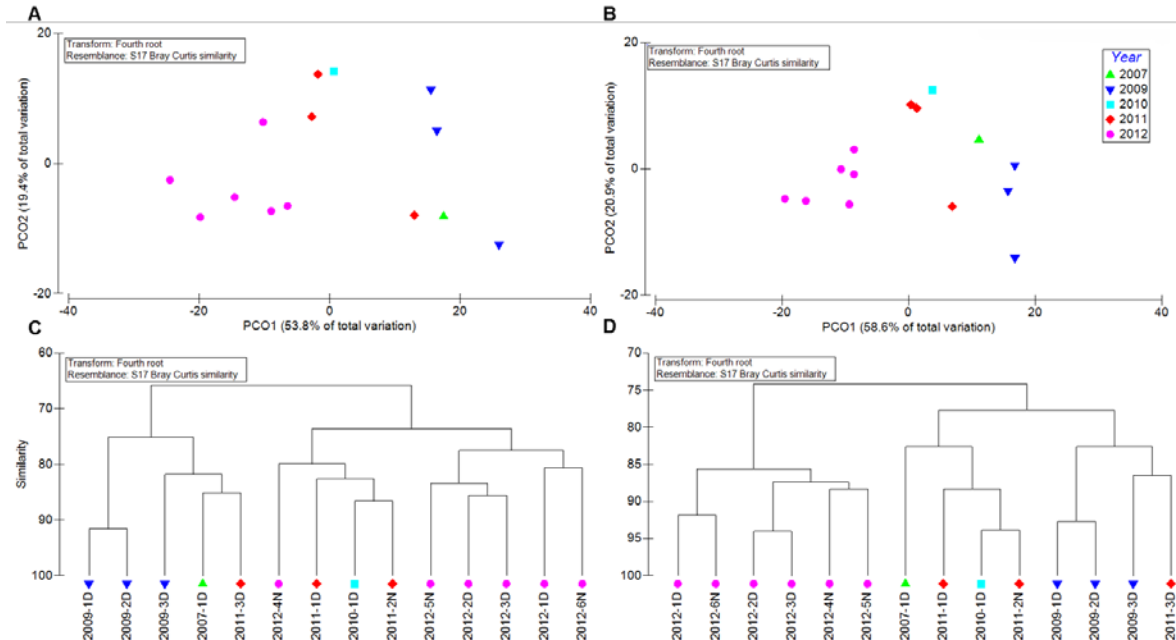 A
Transform: Fourth root
Resemblance: S17 Bray Curtis similarity
20
0
-20
PCO2 (19.4% of total variation)
-40
-20
0
20
40
PCO1 (53.8% of total variation)
B
Transform: Fourth root
Resemblance: S17 Bray Curtis similarity
Year
2007
2009
2010
2011
2012
20
0
-20
PCO2 (20.9% of total variation)
-40
-20
0
20
40
PCO1 (58.6% of total variation)
C
Transform: Fourth root
Resemblance: S17 Bray Curtis similarity
60
70
80
90
100
Similarity
2009-1D
2009-2D
2009-3D
2007-1D
2011-3D
2012-4N
2011-1D
2010-1D
2011-2N
2012-5N
2012-2D
2012-3D
2012-1D
2012-6N
D
Transform: Fourth root
Resemblance: S17 Bray Curtis similarity
70
75
80
85
90
95
100
2012-1D
2012-6N
2012-2D
2012-3D
2012-4N
2012-5N
2007-1D
2011-1D
2010-1D
2011-2N
2009-1D
2009-2D
2009-3D
2011-3D